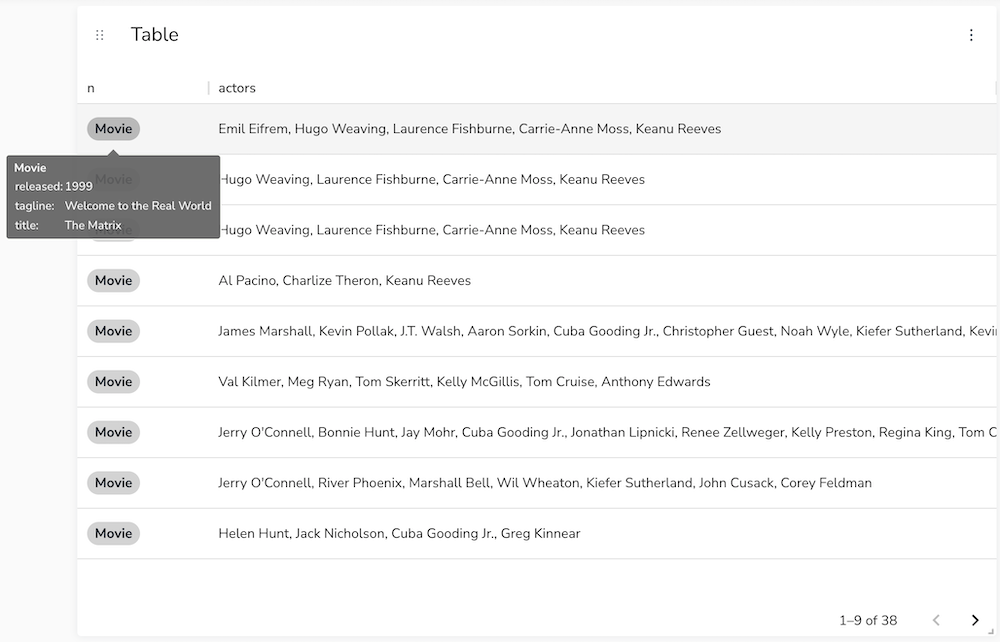 Table
n actors
Movie Emil Eifrem, Hugo Weaving, Laurence Fishburne, Carrie-Anne Moss, Keanu Reeves
Movie
released: 1999
tagline: Welcome to the Real World
title: The Matrix
Movie Hugo Weaving, Laurence Fishburne, Carrie-Anne Moss, Keanu Reeves
Hugo Weaving, Laurence Fishburne, Carrie-Anne Moss, Keanu Reeves
Movie Al Pacino, Charlize Theron, Keanu Reeves
Movie James Marshall, Kevin Pollak, J.T. Walsh, Aaron Sorkin, Cuba Gooding Jr., Christopher Guest, Noah Wyle, Kiefer Sutherland,
Movie Val Kilmer, Meg Ryan, Tom Skerritt, Kelly McGillis, Tom Cruise, Anthony Edwards
Movie Jerry O'Connell, Bonnie Hunt, Jay Mohr, Cuba Gooding Jr., Jonathan Lipnicki, Renee Zellweger, Kelly Preston, Regina King, Tom C
Movie Jerry O'Connell, River Phoenix, Marshall Bell, Wil Wheaton, Kiefer Sutherland, John Cusack, Corey Feldman
Movie Helen Hunt, Jack Nicholson, Cuba Gooding Jr., Greg Kinnear
1–9 of 38